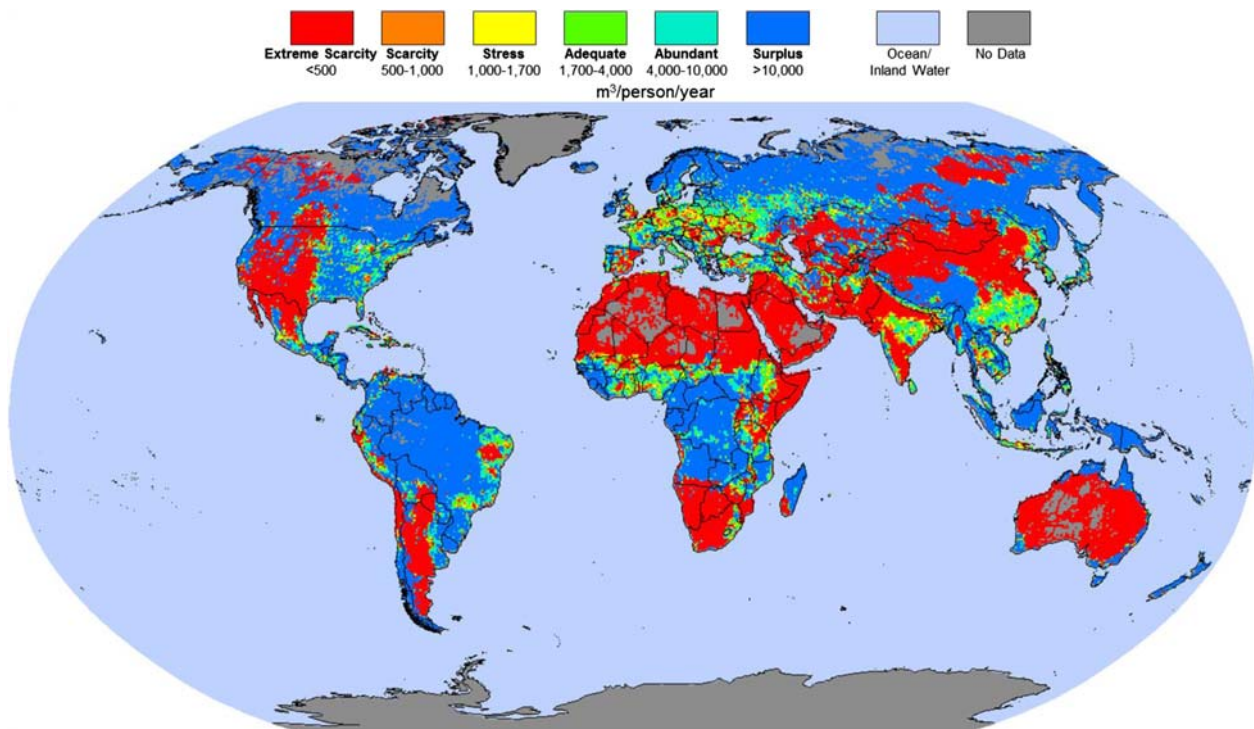 Extreme Scarcity Scarcity Stress Adequate Abundant Surplus Ocean/ No Data
<500 500-1,000 1,000-1,700 1,700-4,000 4,000-10,000 >10,000 Inland Water
m³/person/year